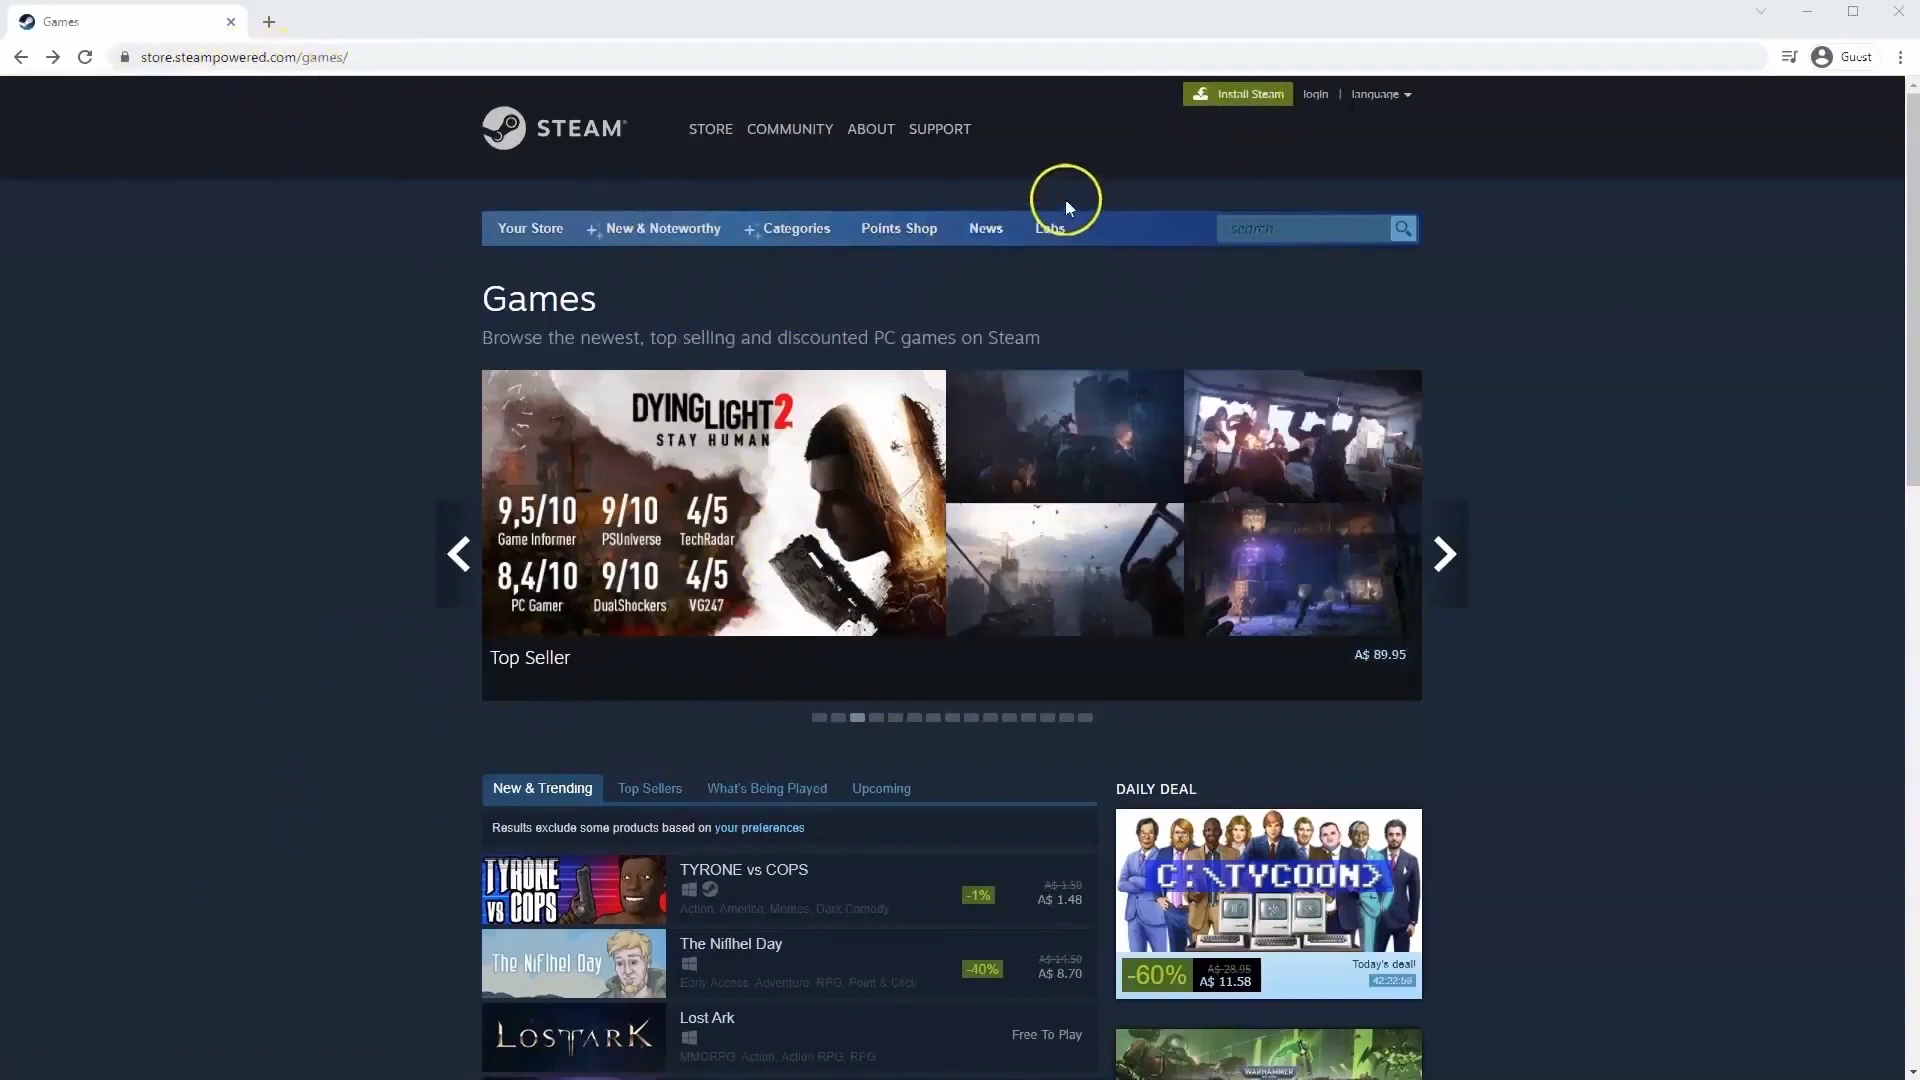 Games
store.steampowered.com/games/
Guest
Install Steam login | language
STEAM®
STORE COMMUNITY ABOUT SUPPORT
Your Store New & Noteworthy Categories Points Shop News Labs search
Games
Browse the newest, top selling and discounted PC games on Steam
DYING LIGHT 2
STAY HUMAN
9,5/10 9/10 4/5
Game Informer PSUniverse TechRadar
8,4/10 9/10 4/5
PC Gamer DualShockers VG247
Top Seller A$ 89.95
New & Trending Top Sellers What's Being Played Upcoming
Results exclude some products based on your preferences
TYRONE
vs COPS
TYRONE vs COPS
-1%
A$ 1.50
A$ 1.48
Action, America, Memes, Dark Comedy
The Niflhel Day
The Niflhel Day
-40%
A$ 14.50
A$ 8.70
Early Access, Adventure, RPG, Point & Click
LOST ARK
Lost Ark
Free To Play
MMORPG, Action, Action RPG, RPG
DAILY DEAL
C:\TYCOON>
-60%
A$ 28.95
A$ 11.58
Today's deal!
42:22:58
WARHAMMER